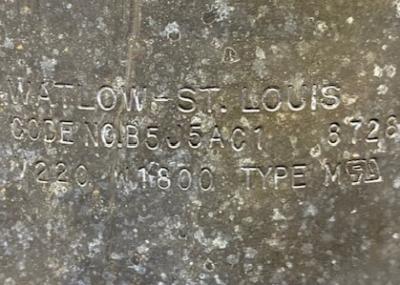 WATLOW-ST. LOUIS
CODE NO. B5J5AC1 8728
V220 W1800 TYPE M